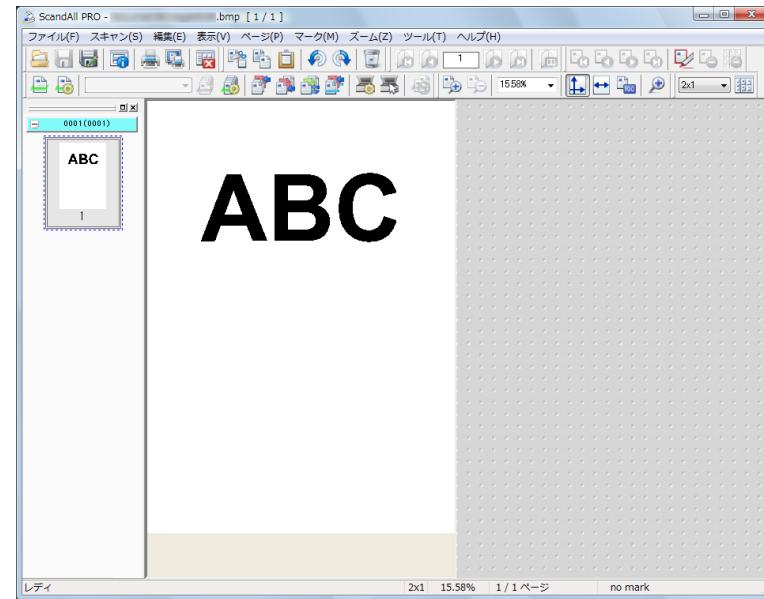 ScandAll PRO - .bmp [ 1 / 1 ]
ファイル(F) スキャン(S) 編集(E) 表示(V) ページ(P) マーク(M) ズーム(Z) ツール(T) ヘルプ(H)
1
15.58% 2x1
0001(0001)
ABC
1
ABC
レディ 2x1 15.58% 1 / 1 ページ no mark